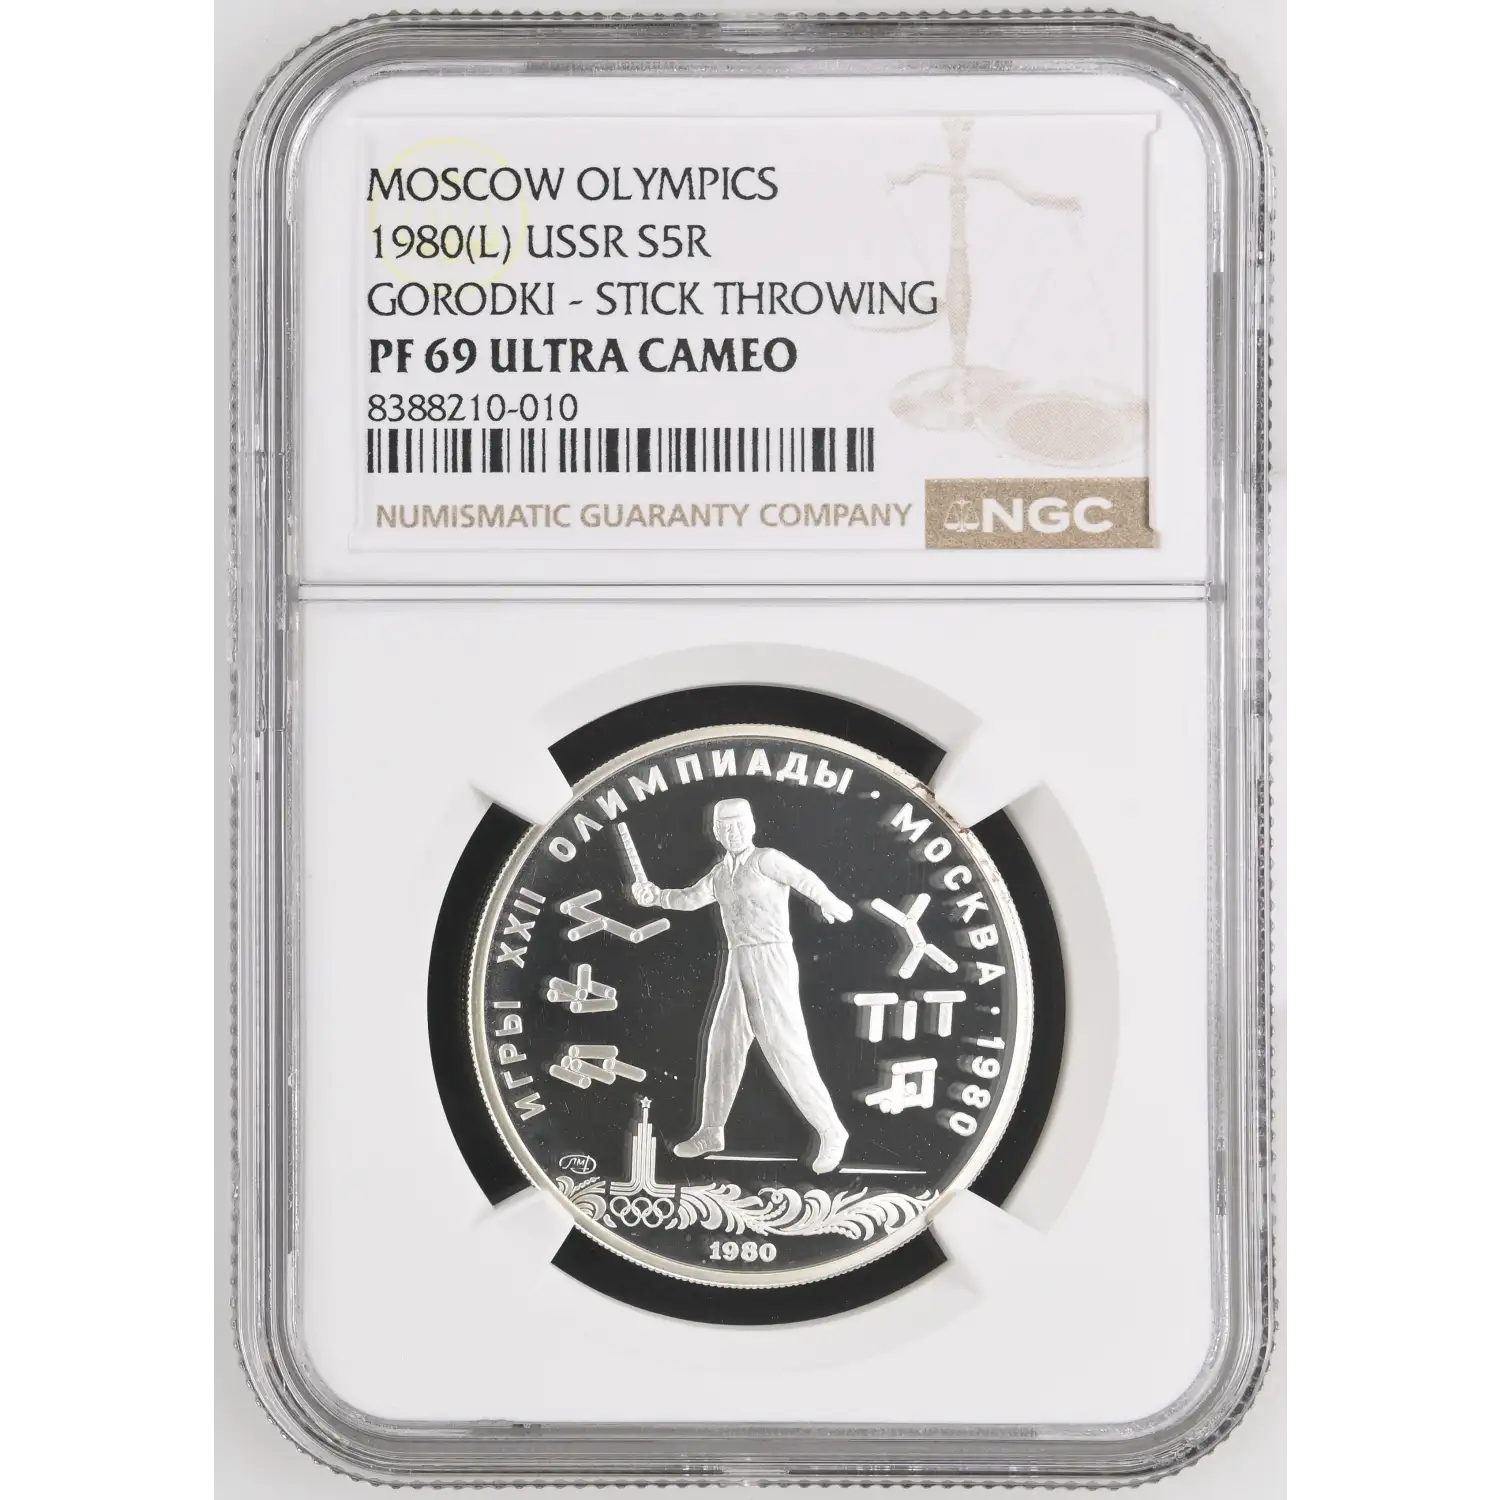 MOSCOW OLYMPICS
1980(L) USSR S5R
GORODKI - STICK THROWING
PF 69 ULTRA CAMEO
8388210-010
NUMISMATIC GUARANTY COMPANY
NGC
ИГРЫ XXII ОЛИМПИАДЫ · МОСКВА · 1980
ЛМД
1980